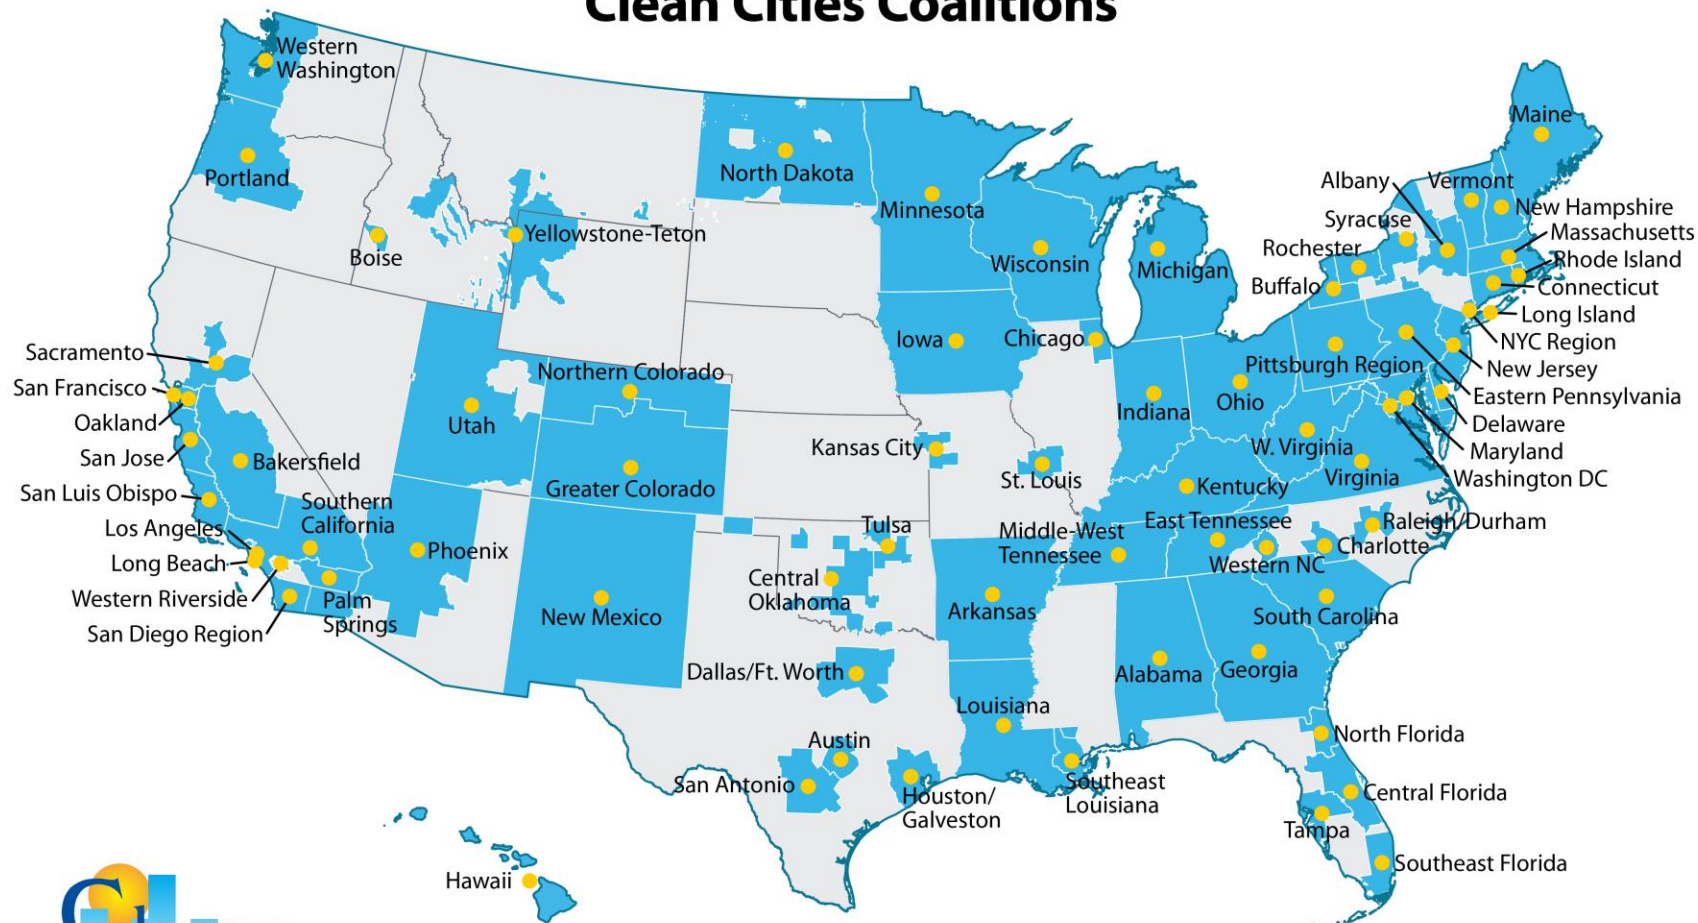 Clean Cities Coalitions
Western
Washington
Portland
Boise
Yellowstone-Teton
North Dakota
Minnesota
Wisconsin
Michigan
Iowa
Chicago
Maine
Albany
Vermont
Syracuse
New Hampshire
Massachusetts
Rochester
Rhode Island
Buffalo
Connecticut
Long Island
NYC Region
New Jersey
Eastern Pennsylvania
Delaware
Maryland
Washington DC
Pittsburgh Region
Indiana
Ohio
W. Virginia
Virginia
Kentucky
Sacramento
San Francisco
Oakland
San Jose
San Luis Obispo
Los Angeles
Long Beach
Western Riverside
San Diego Region
Bakersfield
Southern
California
Palm
Springs
Utah
Northern Colorado
Greater Colorado
Phoenix
New Mexico
Kansas City
St. Louis
Tulsa
Central
Oklahoma
Middle-West
Tennessee
East Tennessee
Western NC
Raleigh/Durham
Charlotte
Arkansas
South Carolina
Alabama
Georgia
Dallas/Ft. Worth
Louisiana
Austin
San Antonio
Houston/
Galveston
Southeast
Louisiana
North Florida
Central Florida
Tampa
Southeast Florida
Hawaii